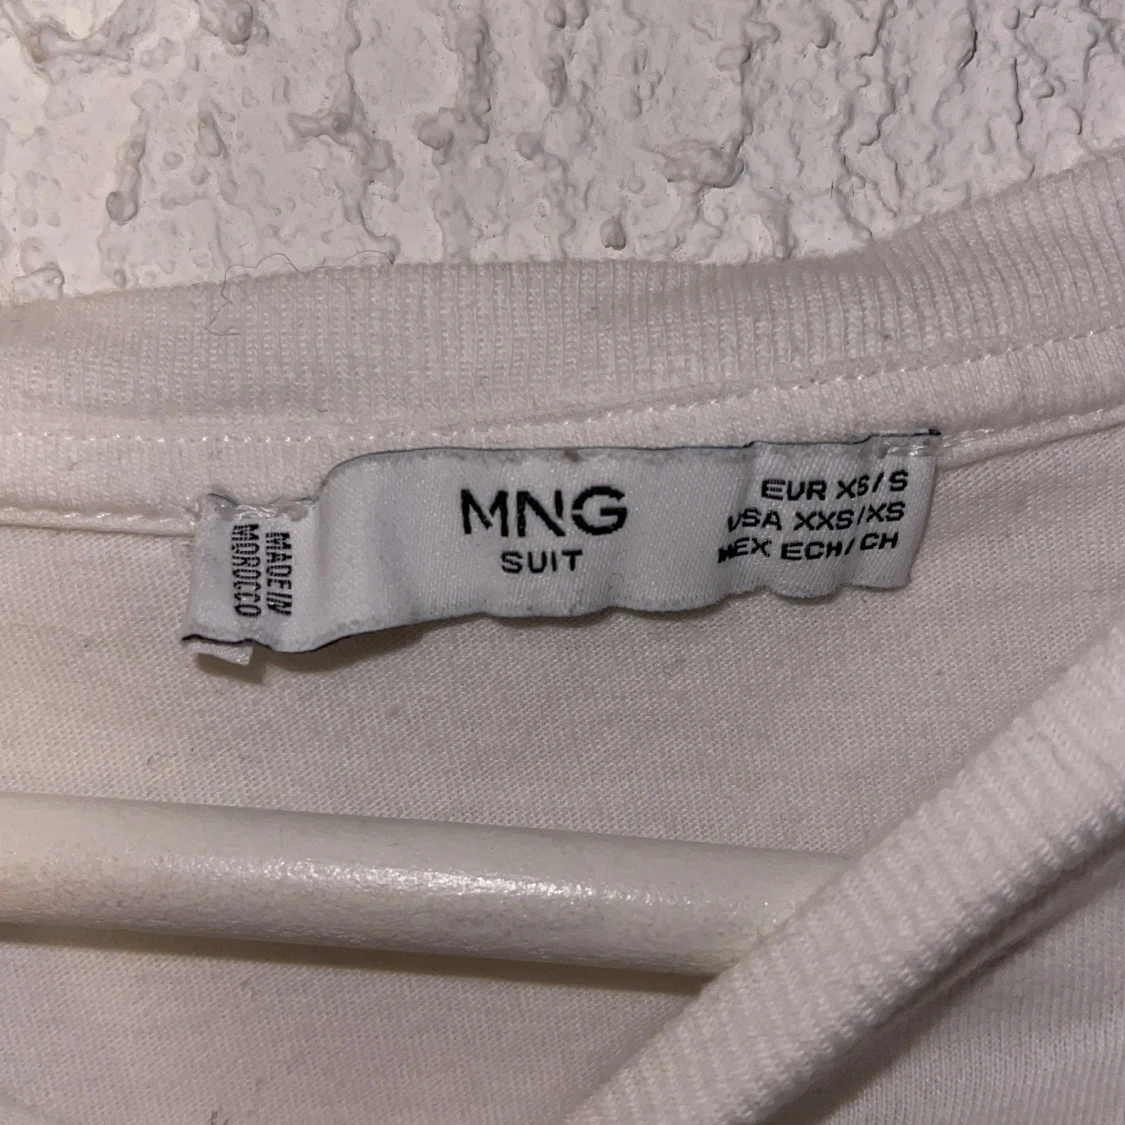 MADE IN
MOROCCO
MNG
SUIT
EUR XS/S
USA XXS/XS
MEX ECH/CH